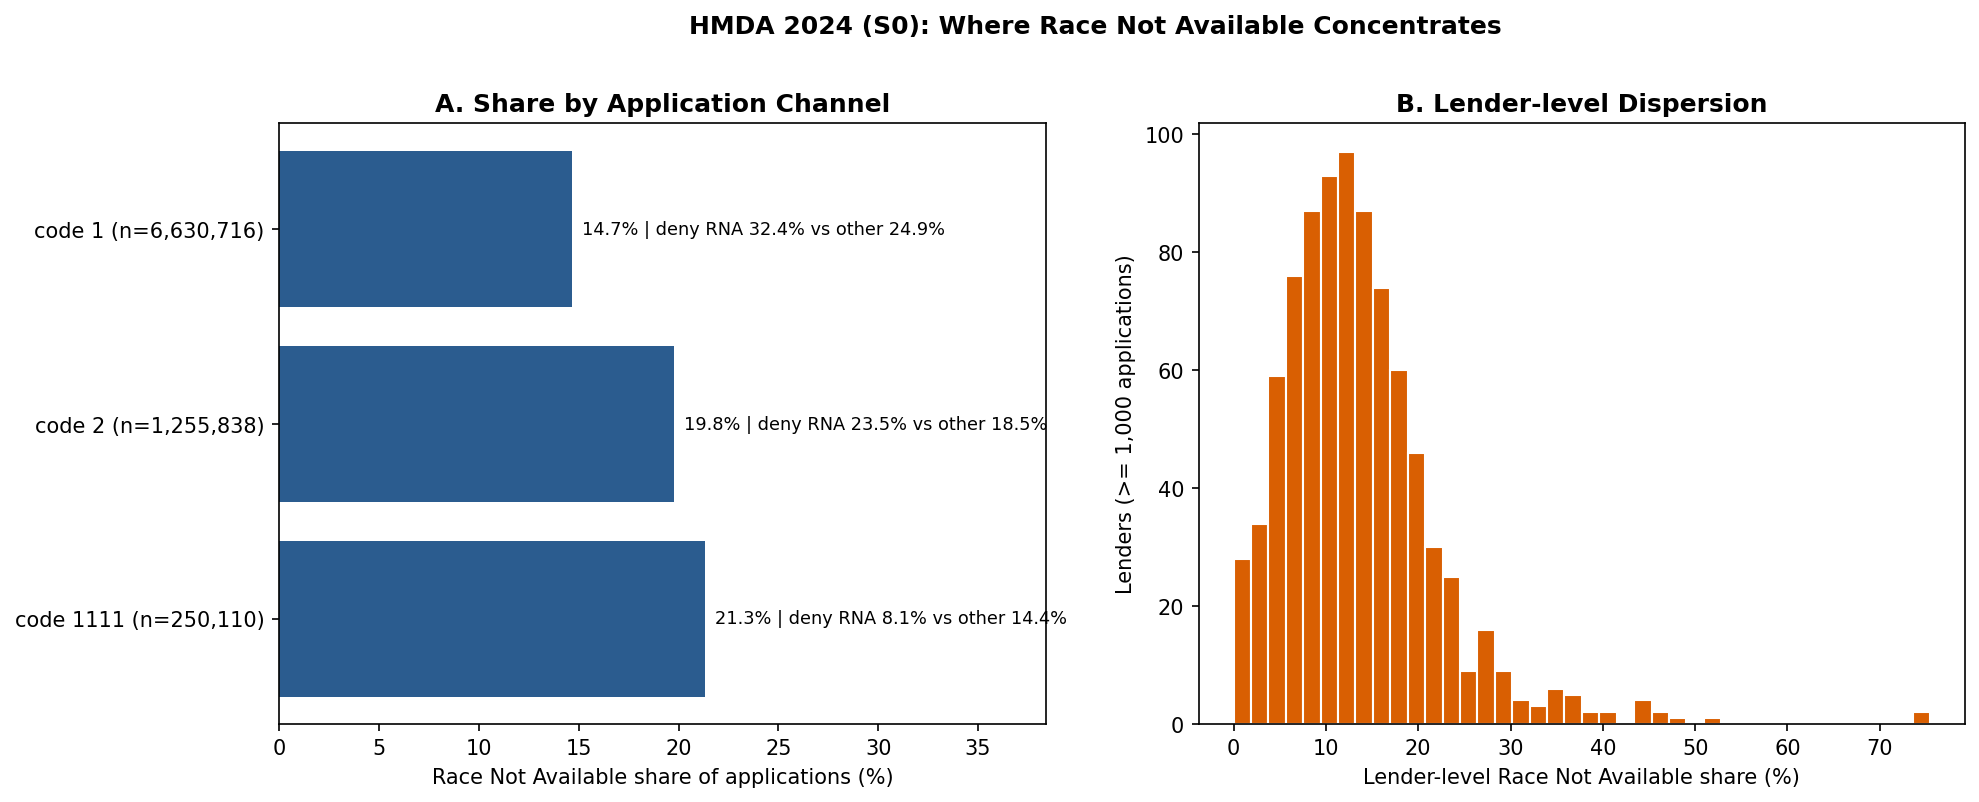 HMDA 2024 (S0): Where Race Not Available Concentrates
A. Share by Application Channel
code 1 (n=6,630,716)
14.7% | deny RNA 32.4% vs other 24.9%
code 2 (n=1,255,838)
19.8% | deny RNA 23.5% vs other 18.5%
code 1111 (n=250,110)
21.3% | deny RNA 8.1% vs other 14.4%
0 5 10 15 20 25 30 35
Race Not Available share of applications (%)
B. Lender-level Dispersion
Lenders (>= 1,000 applications)
100
80
60
40
20
0
0 10 20 30 40 50 60 70
Lender-level Race Not Available share (%)